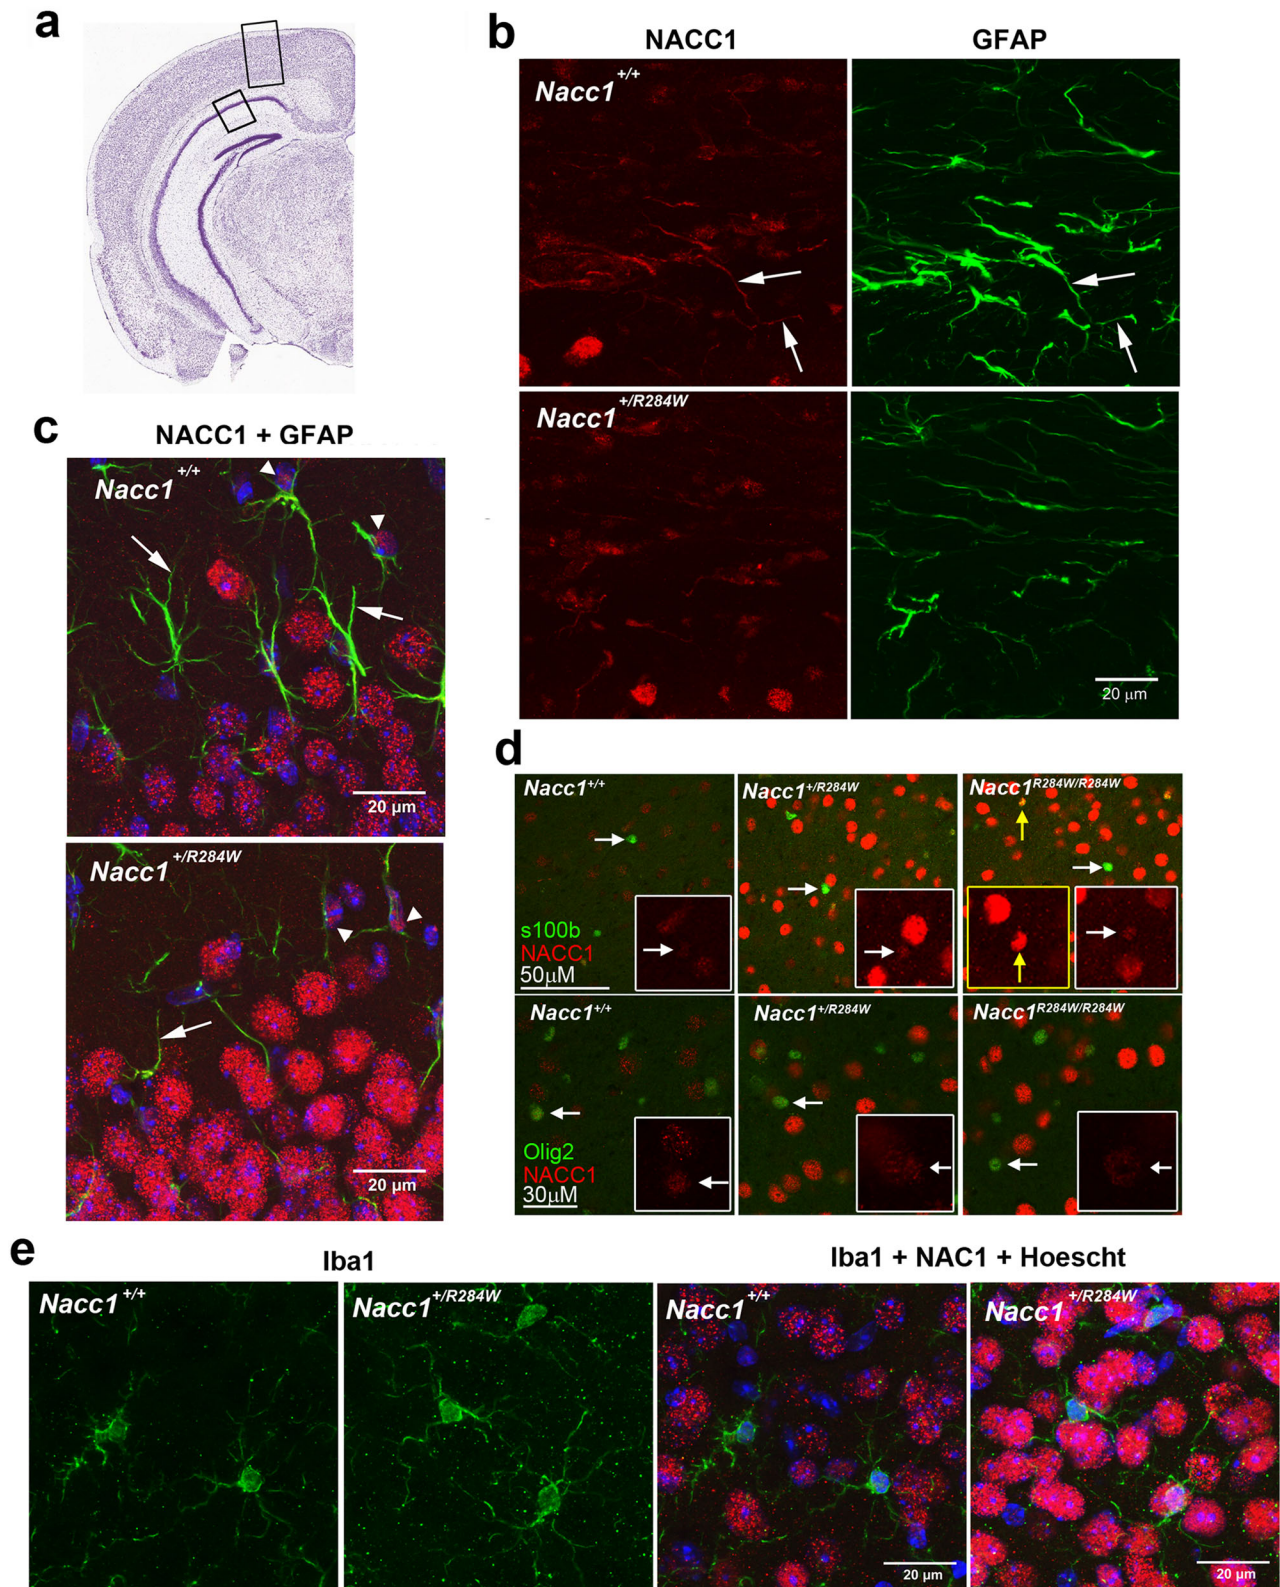 a
b
NACC1 GFAP
Nacc1+/+
Nacc1+/R284W
20 μm
c
NACC1 + GFAP
Nacc1+/+
20 μm
Nacc1+/R284W
20 μm
d
Nacc1+/+ Nacc1+/R284W Nacc1R284W/R284W
s100b
NACC1
50μM
Nacc1+/+ Nacc1+/R284W Nacc1R284W/R284W
Olig2
NACC1
30μM
e
Iba1 Iba1 + NAC1 + Hoescht
Nacc1+/+ Nacc1+/R284W Nacc1+/+ Nacc1+/R284W
20 μm 20 μm